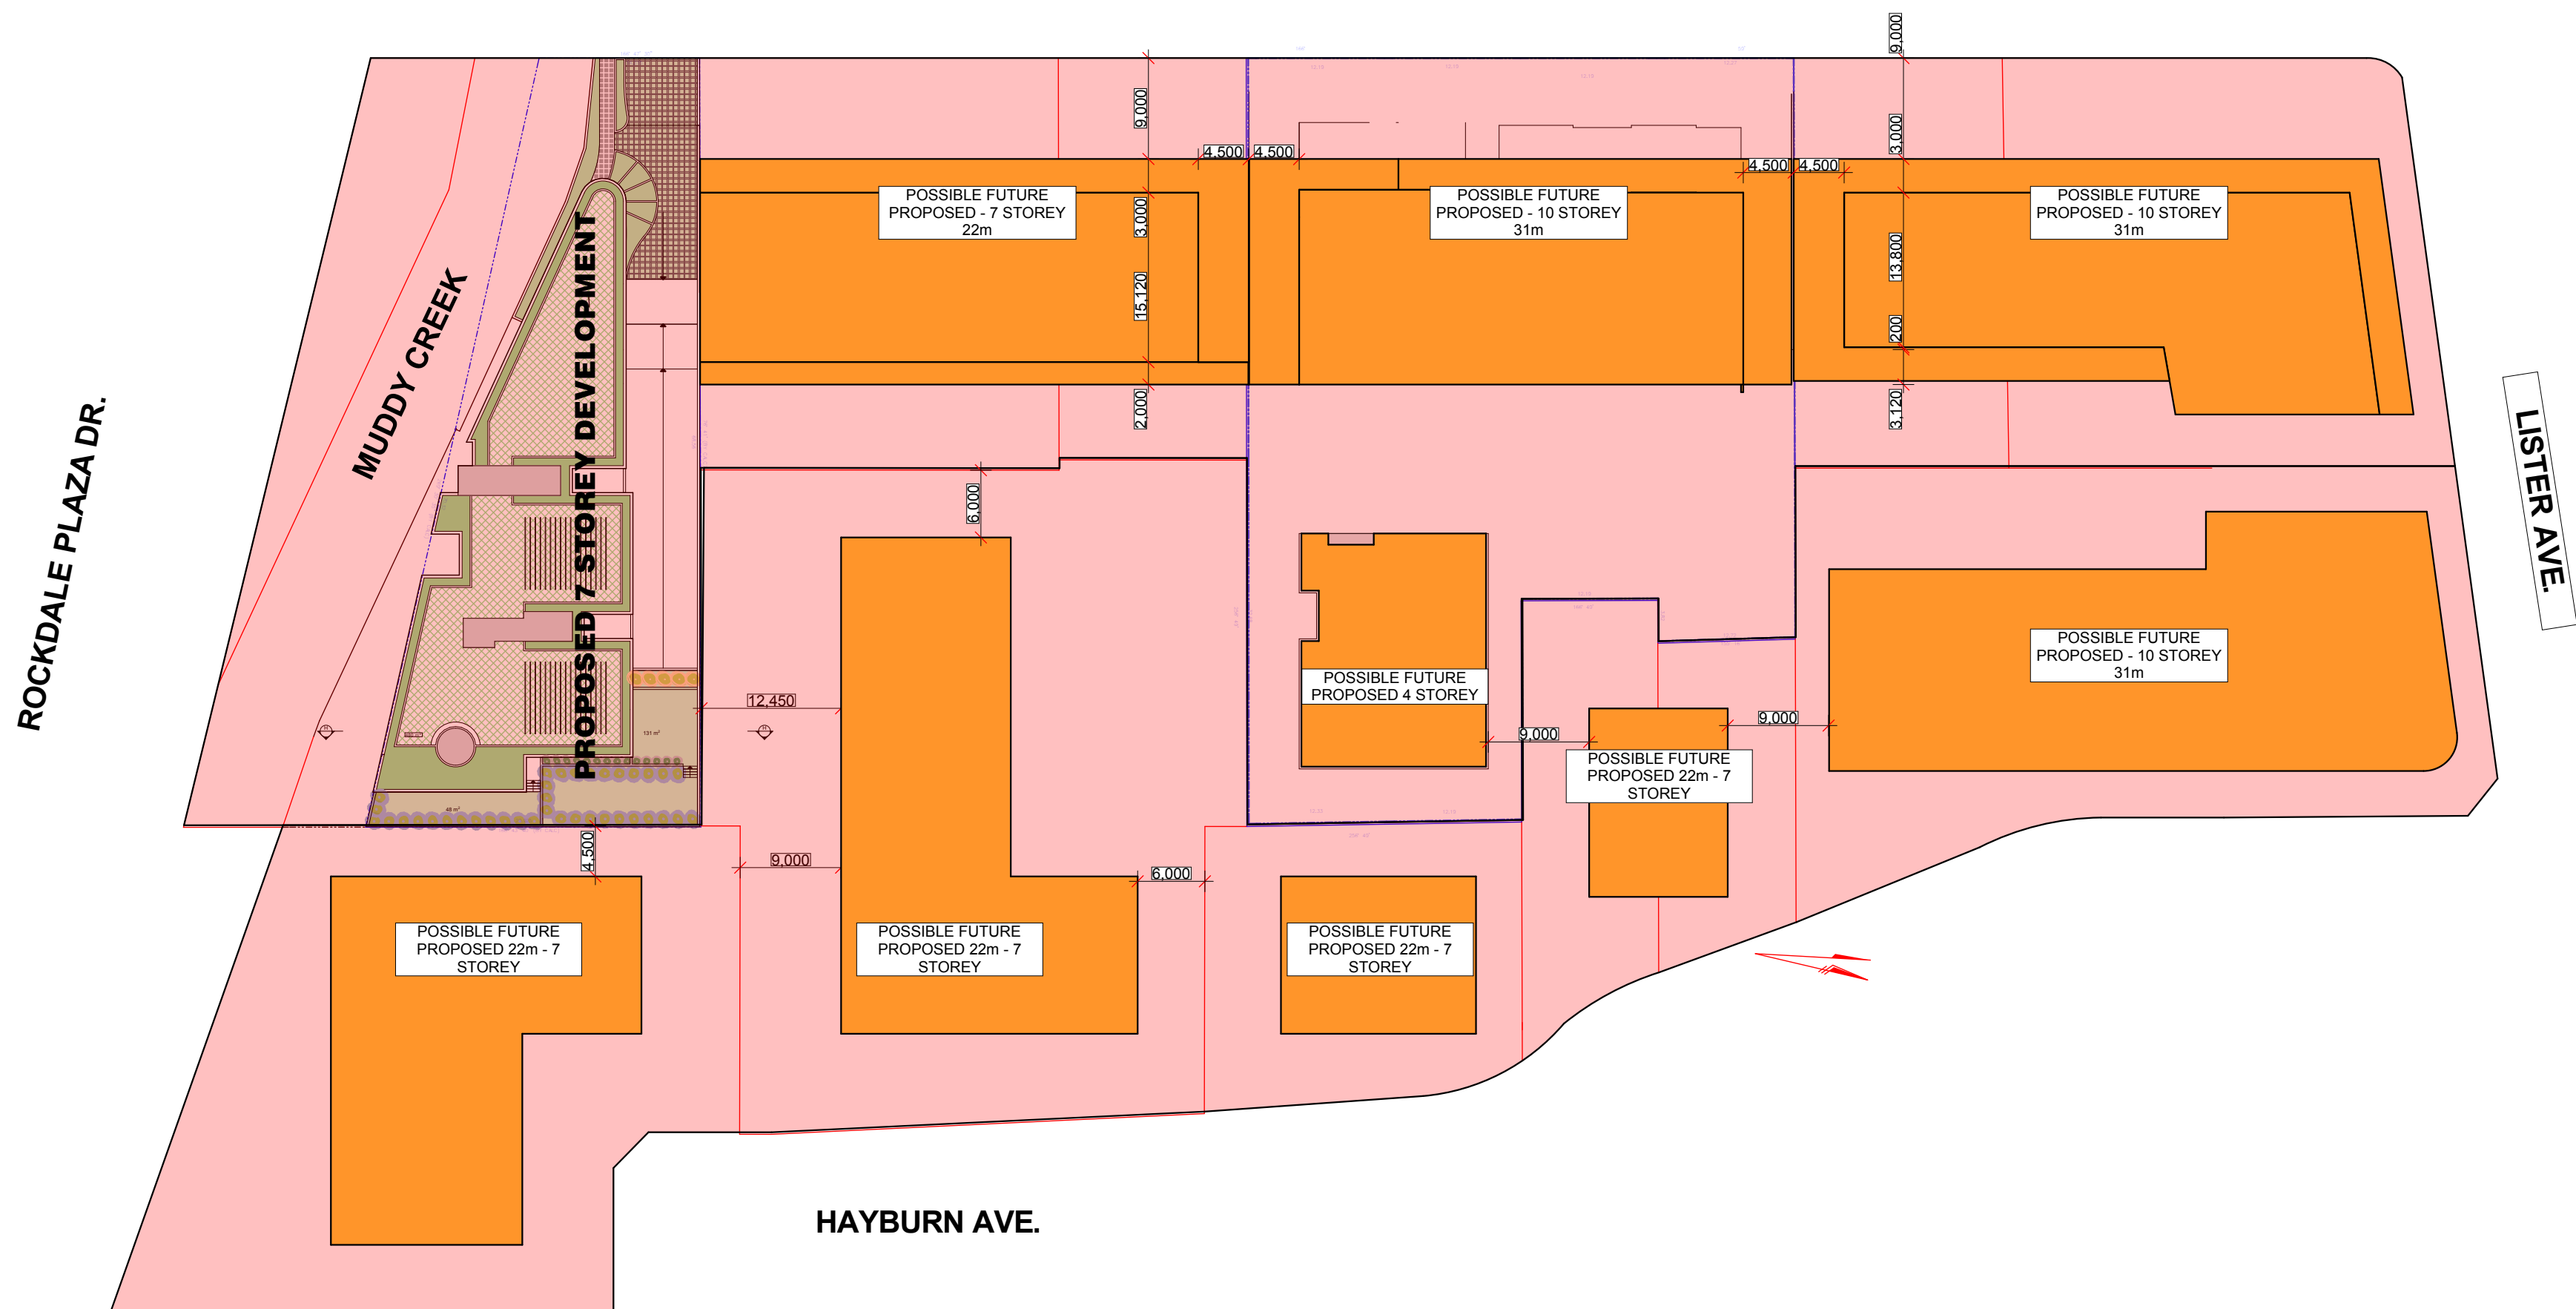 9,000
9,000
3,000
4,500
4,500
4,500
4,500
POSSIBLE FUTURE
PROPOSED - 7 STOREY
22m
POSSIBLE FUTURE
PROPOSED - 10 STOREY
31m
POSSIBLE FUTURE
PROPOSED - 10 STOREY
31m
3,000
13,800
15,120
200
2,000
3,120
MUDDY CREEK
PROPOSED 7 STOREY DEVELOPMENT
ROCKDALE PLAZA DR.
LISTER AVE.
6,000
POSSIBLE FUTURE
PROPOSED 4 STOREY
POSSIBLE FUTURE
PROPOSED - 10 STOREY
31m
12,450
131 m²
48 m²
9,000
9,000
POSSIBLE FUTURE
PROPOSED 22m - 7
STOREY
4,500
9,000
6,000
POSSIBLE FUTURE
PROPOSED 22m - 7
STOREY
POSSIBLE FUTURE
PROPOSED 22m - 7
STOREY
POSSIBLE FUTURE
PROPOSED 22m - 7
STOREY
HAYBURN AVE.